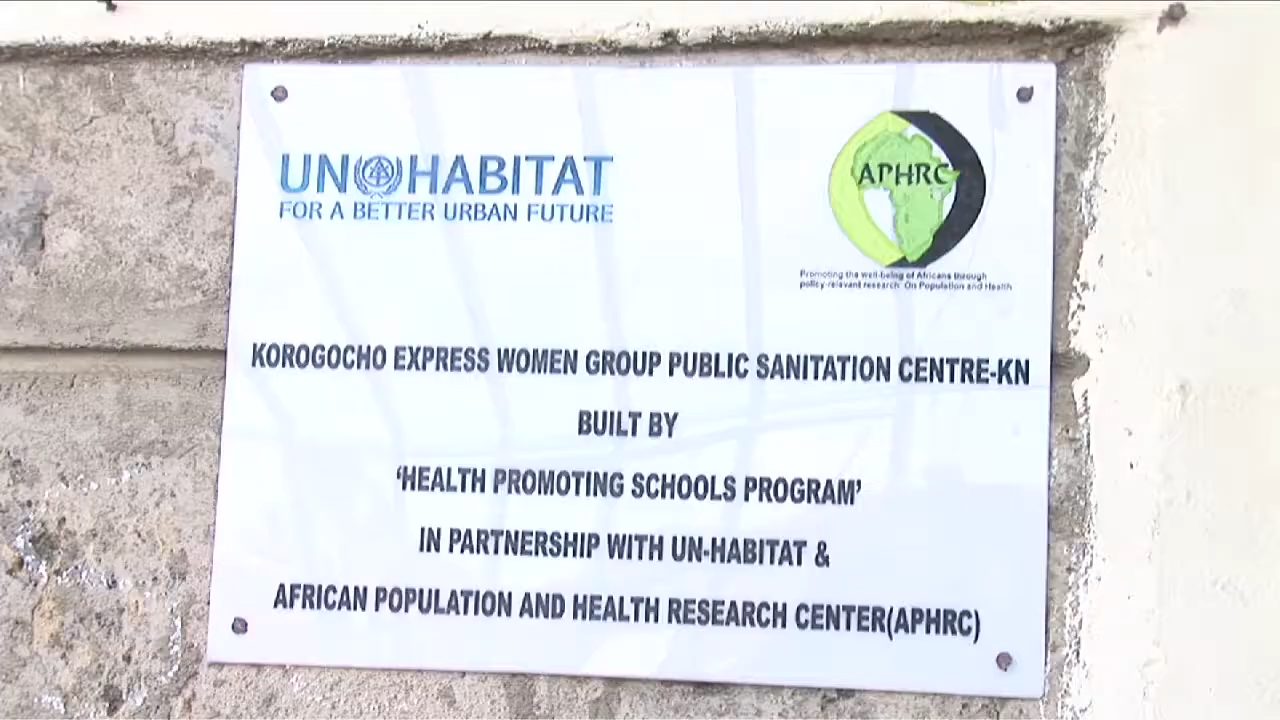 UN HABITAT
FOR A BETTER URBAN FUTURE
APHRC
Promoting the well-being of Africans through
policy-relevant research On Population and Health
KOROGOCHO EXPRESS WOMEN GROUP PUBLIC SANITATION CENTRE-KN
BUILT BY
‘HEALTH PROMOTING SCHOOLS PROGRAM’
IN PARTNERSHIP WITH UN-HABITAT &
AFRICAN POPULATION AND HEALTH RESEARCH CENTER(APHRC)